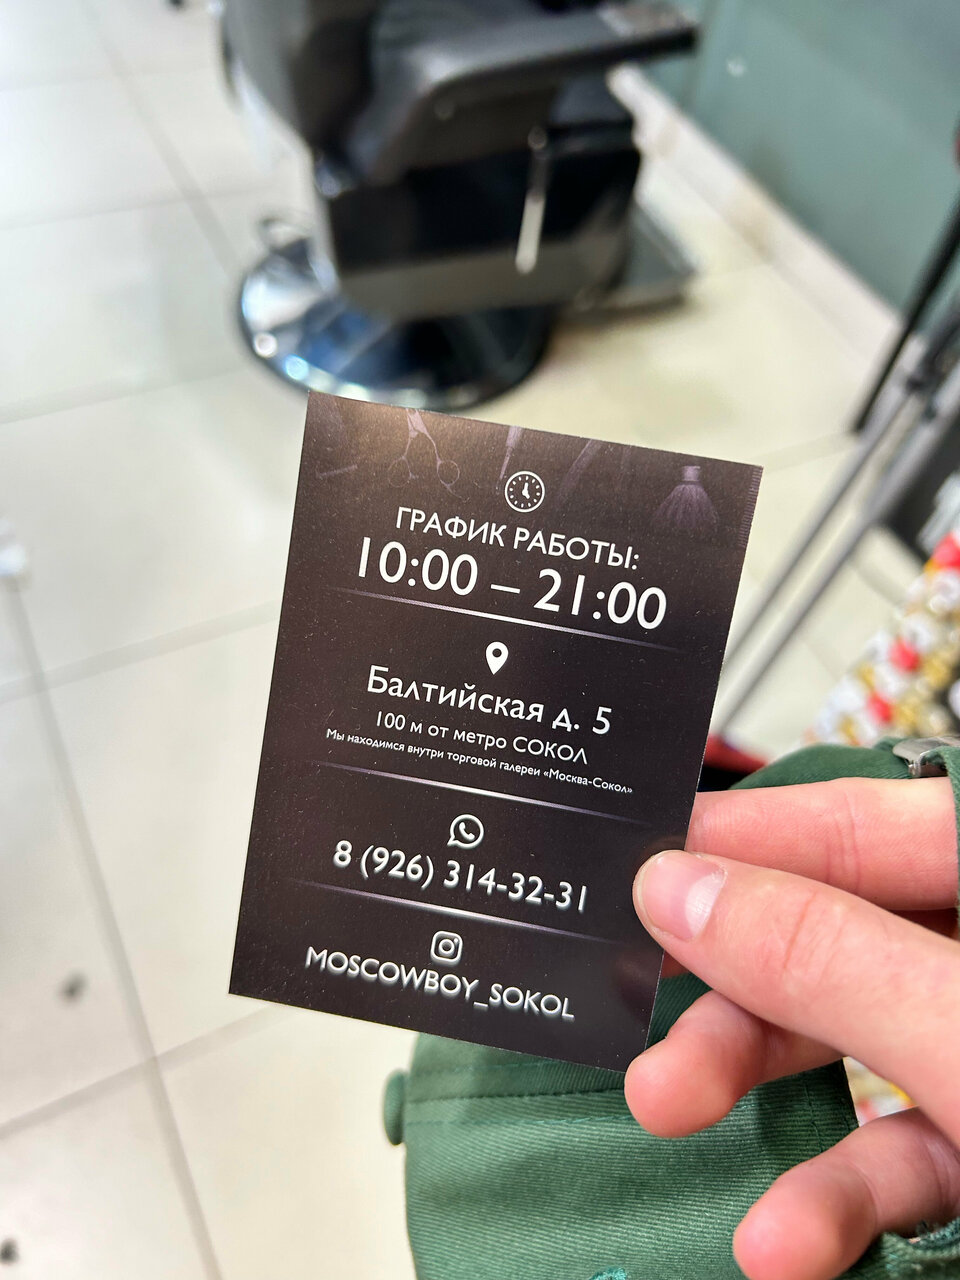 ГРАФИК РАБОТЫ:
10:00 – 21:00
Балтийская д. 5
100 м от метро СОКОЛ
Мы находимся внутри торговой галереи «Москва-Сокол»
8 (926) 314-32-31
MOSCOWBOY_SOKOL